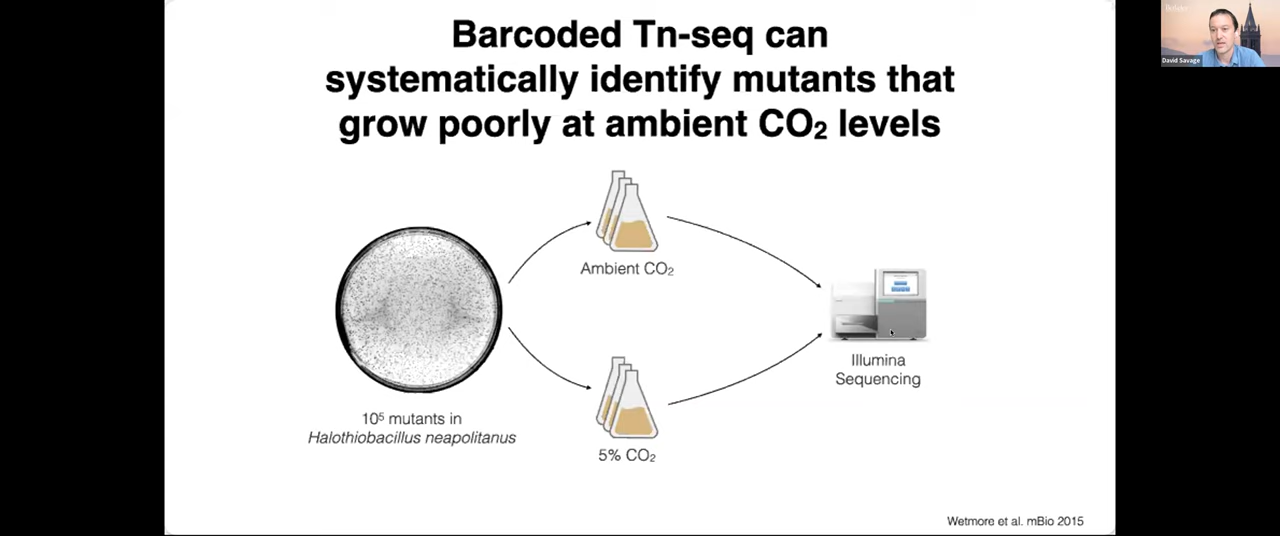 Barcoded Tn-seq can
systematically identify mutants that
grow poorly at ambient CO₂ levels
David Savage
Ambient CO₂
Illumina
Sequencing
10⁵ mutants in
Halothiobacillus neapolitanus
5% CO₂
Wetmore et al. mBio 2015